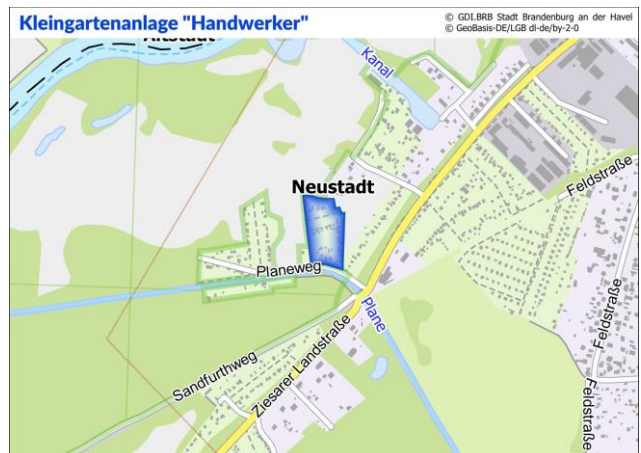 Kleingartenanlage "Handwerker"
© GDI.BRB Stadt Brandenburg an der Havel
© GeoBasis-DE/LGB dl-de/by-2-0
Altstadt
Kanal
Neustadt
Feldstraße
Planeweg
Plane
Sandfurthweg
Ziesarer Landstraße
Feldstraße
Feldstraße